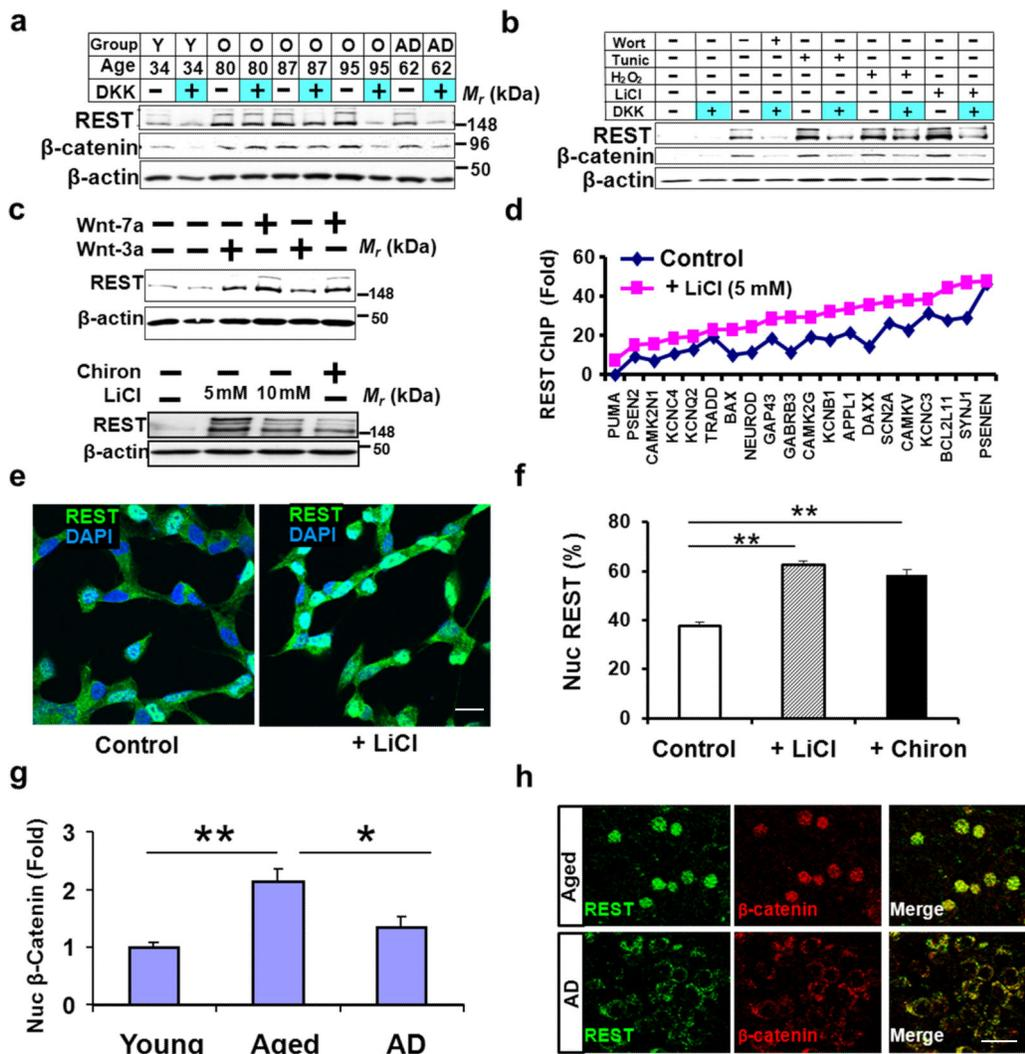 a
Group Y Y O O O O O O AD AD
Age 34 34 80 80 87 87 95 95 62 62
DKK − + − + − + − + − + Mr (kDa)
REST
148
β-catenin
96
β-actin
50
b
Wort − − − + − − − − − −
Tunic − − − − + + − − − −
H2O2 − − − − − − + + − −
LiCl − − − − − − − − + +
DKK − + − + − + − + − +
REST
β-catenin
β-actin
c
Wnt-7a − − − + − +
Wnt-3a − − + − + − Mr (kDa)
REST
148
β-actin
50
Chiron − − − +
LiCl − 5 mM 10 mM − Mr (kDa)
REST
148
β-actin
50
d
REST ChIP (Fold)
60
40
20
0
Control
+ LiCl (5 mM)
PUMA
PSEN2
CAMK2N1
KCNC4
KCNQ2
TRADD
BAX
NEUROD
GAP43
GABRB3
CAMK2G
KCNB1
APPL1
DAXX
SCN2A
CAMKV
KCNC3
BCL2L11
SYNJ1
PSENEN
e
REST
DAPI
REST
DAPI
Control
+ LiCl
f
Nuc REST (%)
80
60
40
20
0
**
**
Control
+ LiCl
+ Chiron
g
Nuc β-Catenin (Fold)
3
2
1
0
**
*
Young
Aged
AD
h
Aged
REST
β-catenin
Merge
AD
REST
β-catenin
Merge